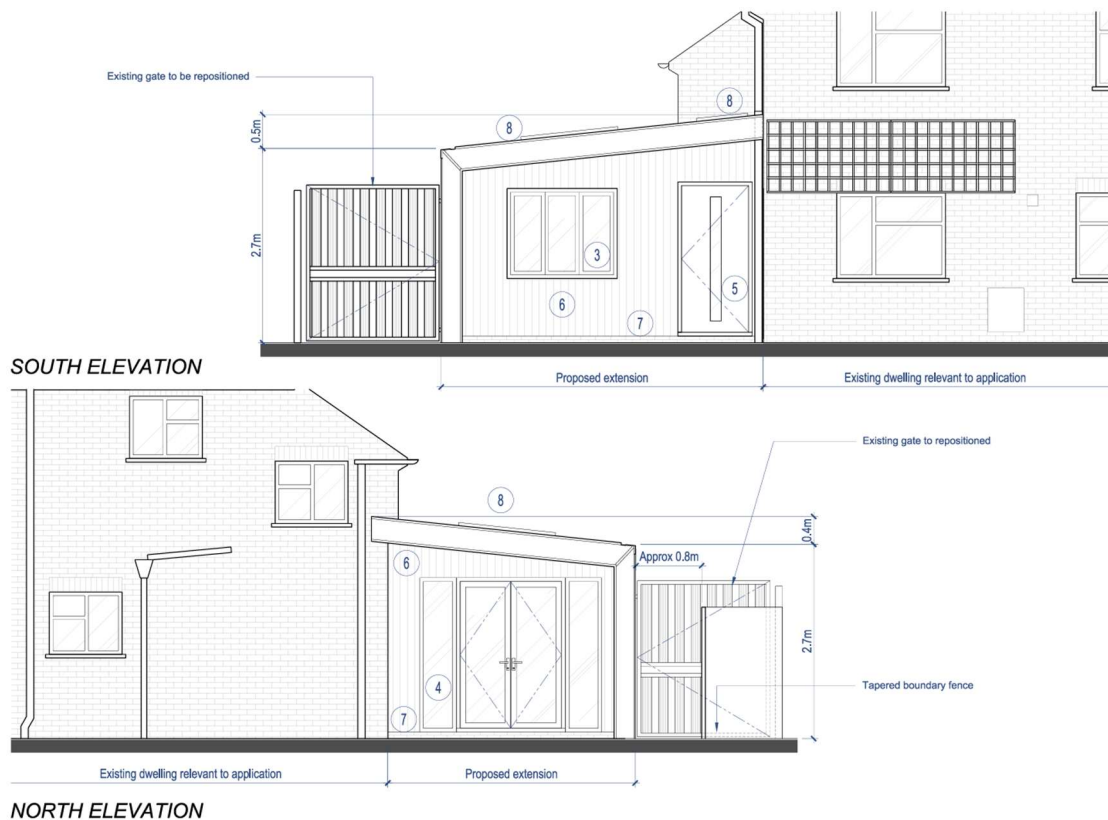 Existing gate to be repositioned
8
8
0.5m
2.7m
3
5
6
7
SOUTH ELEVATION
Proposed extension
Existing dwelling relevant to application
Existing gate to repositioned
8
0.4m
Approx 0.8m
6
2.7m
4
Tapered boundary fence
7
Existing dwelling relevant to application
Proposed extension
NORTH ELEVATION